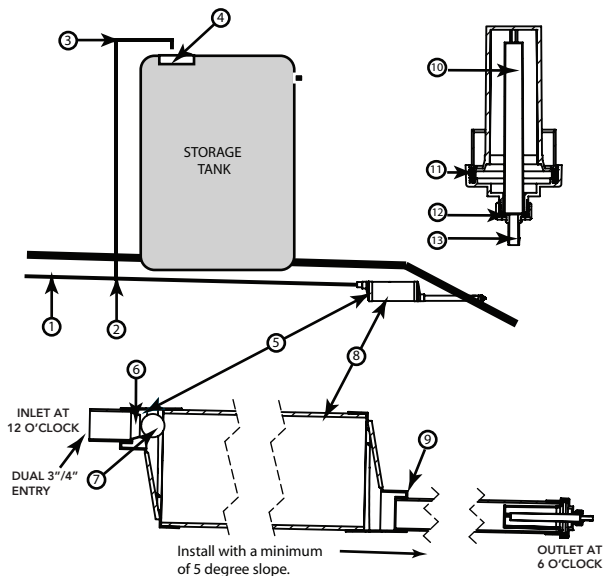 4
3
10
STORAGE
TANK
11
12
13
1
2
5
8
6
INLET AT
12 O'CLOCK
9
7
DUAL 3"/4"
ENTRY
Install with a minimum
of 5 degree slope.
OUTLET AT
6 O'CLOCK